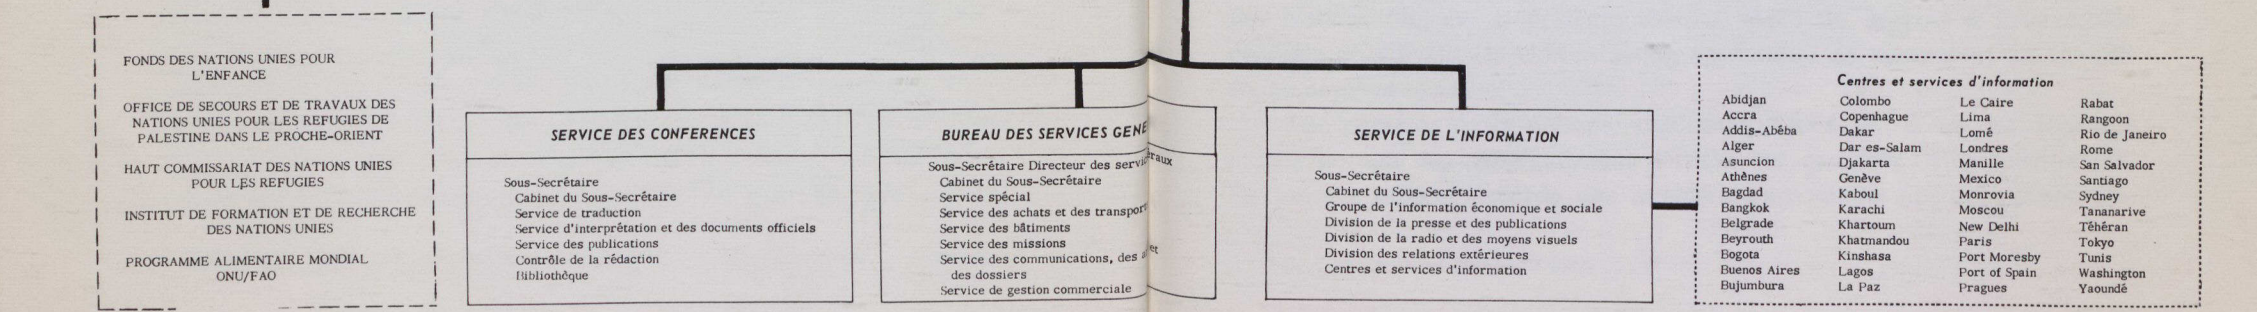 FONDS DES NATIONS UNIES POUR
L'ENFANCE
OFFICE DE SECOURS ET DE TRAVAUX DES
NATIONS UNIES POUR LES REFUGIES DE
PALESTINE DANS LE PROCHE-ORIENT
HAUT COMMISSARIAT DES NATIONS UNIES
POUR LES REFUGIES
INSTITUT DE FORMATION ET DE RECHERCHE
DES NATIONS UNIES
PROGRAMME ALIMENTAIRE MONDIAL
ONU/FAO
SERVICE DES CONFERENCES
Sous-Secrétaire
Cabinet du Sous-Secrétaire
Service de traduction
Service d'interprétation et des documents officiels
Service des publications
Contrôle de la rédaction
Bibliothèque
BUREAU DES SERVICES GENE
Sous-Secrétaire Directeur des services généraux
Cabinet du Sous-Secrétaire
Service spécial
Service des achats et des transport
Service des bâtiments
Service des missions
Service des communications, des et
des dossiers
Service de gestion commerciale
SERVICE DE L'INFORMATION
Sous-Secrétaire
Cabinet du Sous-Secrétaire
Groupe de l'information économique et sociale
Division de la presse et des publications
Division de la radio et des moyens visuels
Division des relations extérieures
Centres et services d'information
Centres et services d'information
Abidjan
Accra
Addis-Abéba
Alger
Asuncion
Athènes
Bagdad
Bangkok
Belgrade
Beyrouth
Bogota
Buenos Aires
Bujumbura
Colombo
Copenhague
Dakar
Dar es-Salam
Djakarta
Genève
Kaboul
Karachi
Khartoum
Khatmandou
Kinshasa
Lagos
La Paz
Le Caire
Lima
Lomé
Londres
Manille
Mexico
Monrovia
Moscou
New Delhi
Paris
Port Moresby
Port of Spain
Pragues
Rabat
Rangoon
Rio de Janeiro
Rome
San Salvador
Santiago
Sydney
Tananarive
Téhéran
Tokyo
Tunis
Washington
Yaoundé